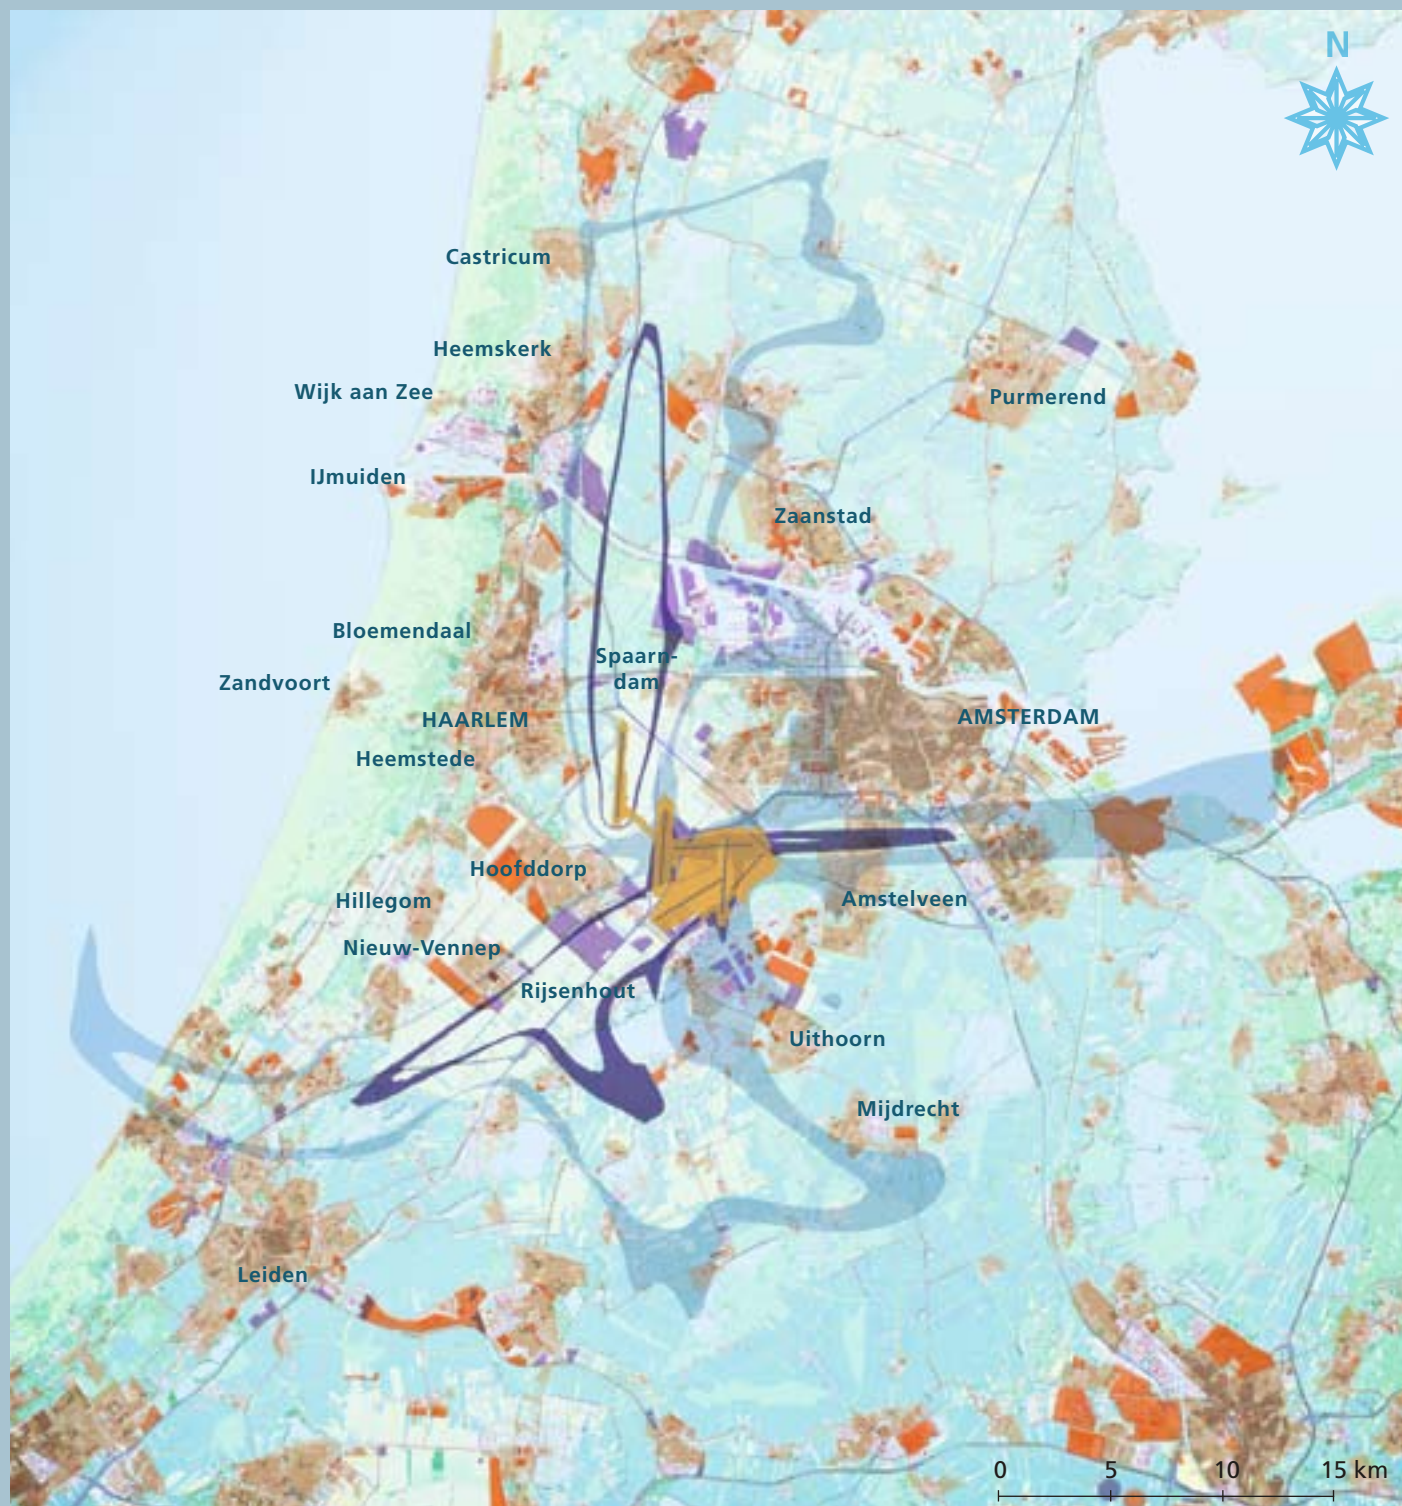 N
Castricum
Heemskerk
Wijk aan Zee
Purmerend
IJmuiden
Zaanstad
Bloemendaal
Spaarn-
dam
Zandvoort
HAARLEM
AMSTERDAM
Heemstede
Hoofddorp
Hillegom
Amstelveen
Nieuw-Vennep
Rijsenhout
Uithoorn
Mijdrecht
Leiden
0 5 10 15 km